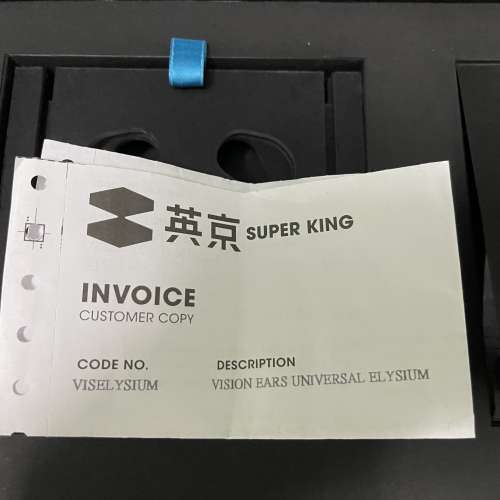 英京 SUPER KING
INVOICE
CUSTOMER COPY
CODE NO. DESCRIPTION
VISELYSIUM VISION EARS UNIVERSAL ELYSIUM